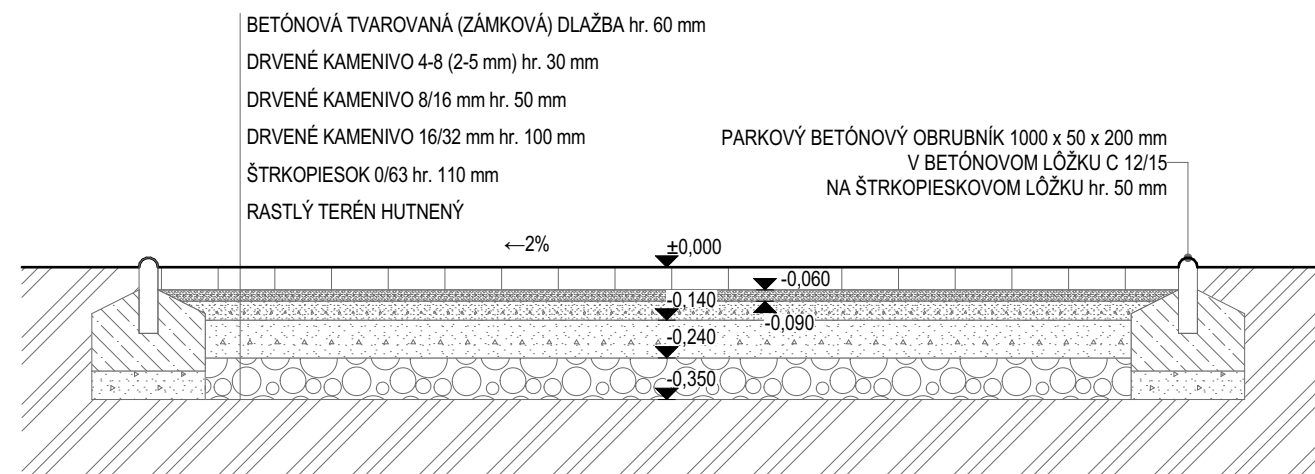 BETÓNOVÁ TVAROVANÁ (ZÁMKOVÁ) DLAŽBA hr. 60 mm
DRVENÉ KAMENIVO 4-8 (2-5 mm) hr. 30 mm
DRVENÉ KAMENIVO 8/16 mm hr. 50 mm
DRVENÉ KAMENIVO 16/32 mm hr. 100 mm
ŠTRKOPIESOK 0/63 hr. 110 mm
RASTLÝ TERÉN HUTNENÝ
PARKOVÝ BETÓNOVÝ OBRUBNÍK 1000 x 50 x 200 mm
V BETÓNOVOM LÔŽKU C 12/15
NA ŠTRKOPIESKOVOM LÔŽKU hr. 50 mm
←2%
±0,000
-0,060
-0,140
-0,090
-0,240
-0,350